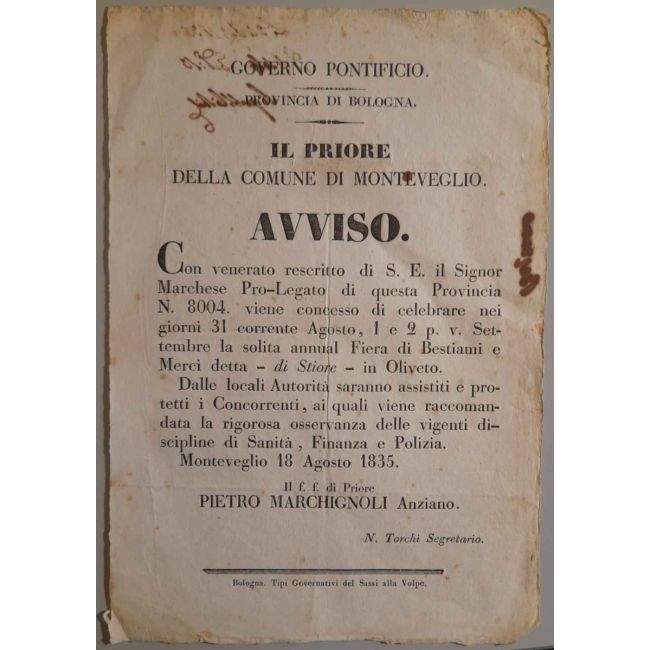 GOVERNO PONTIFICIO.
PROVINCIA DI BOLOGNA.
IL PRIORE
DELLA COMUNE DI MONTEVEGLIO.
AVVISO.
Con venerato rescritto di S. E. il Signor
Marchese Pro-Legato di questa Provincia
N. 8004. viene concesso di celebrare nei
giorni 31 corrente Agosto, 1 e 2 p. v. Set-
tembre la solita annual Fiera di Bestiami e
Merci detta - di Stiore - in Oliveto.
Dalle locali Autorità saranno assistiti e pro-
tetti i Concorrenti, ai quali viene raccoman-
data la rigorosa osservanza delle vigenti di-
scipline di Sanità, Finanza e Polizia.
Monteveglio 18 Agosto 1835.
Il f. f. di Priore
PIETRO MARCHIGNOLI Anziano.
N. Torchi Segretario.
Bologna. Tipi Governativi del Sassi alla Volpe.